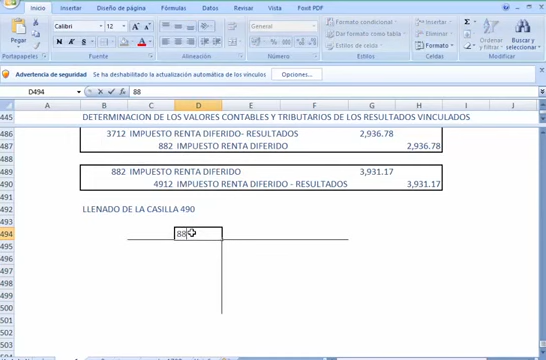 Inicio Insertar Diseño de página Fórmulas Datos Revisar Vista Foxit PDF
Pegar
Calibri 12
General
Formato condicional
Dar formato como tabla
Estilos de celda
Insertar
Eliminar
Formato
Ordenar y filtrar
Buscar y seleccionar
Portapapeles Fuente Alineación Número Estilos Celdas Modificar
Advertencia de seguridad Se ha deshabilitado la actualización automática de los vínculos Opciones...
D494 88
A B C D E F G H I J
445 DETERMINACION DE LOS VALORES CONTABLES Y TRIBUTARIOS DE LOS RESULTADOS VINCULADOS
486 3712 IMPUESTO RENTA DIFERIDO- RESULTADOS 2,936.78
487 882 IMPUESTO RENTA DIFERIDO 2,936.78
488
489 882 IMPUESTO RENTA DIFERIDO 3,931.17
490 4912 IMPUESTO RENTA DIFERIDO - RESULTADOS 3,931.17
491
492 LLENADO DE LA CASILLA 490
493
494 88
495
496
497
498
499
500
501
502
503